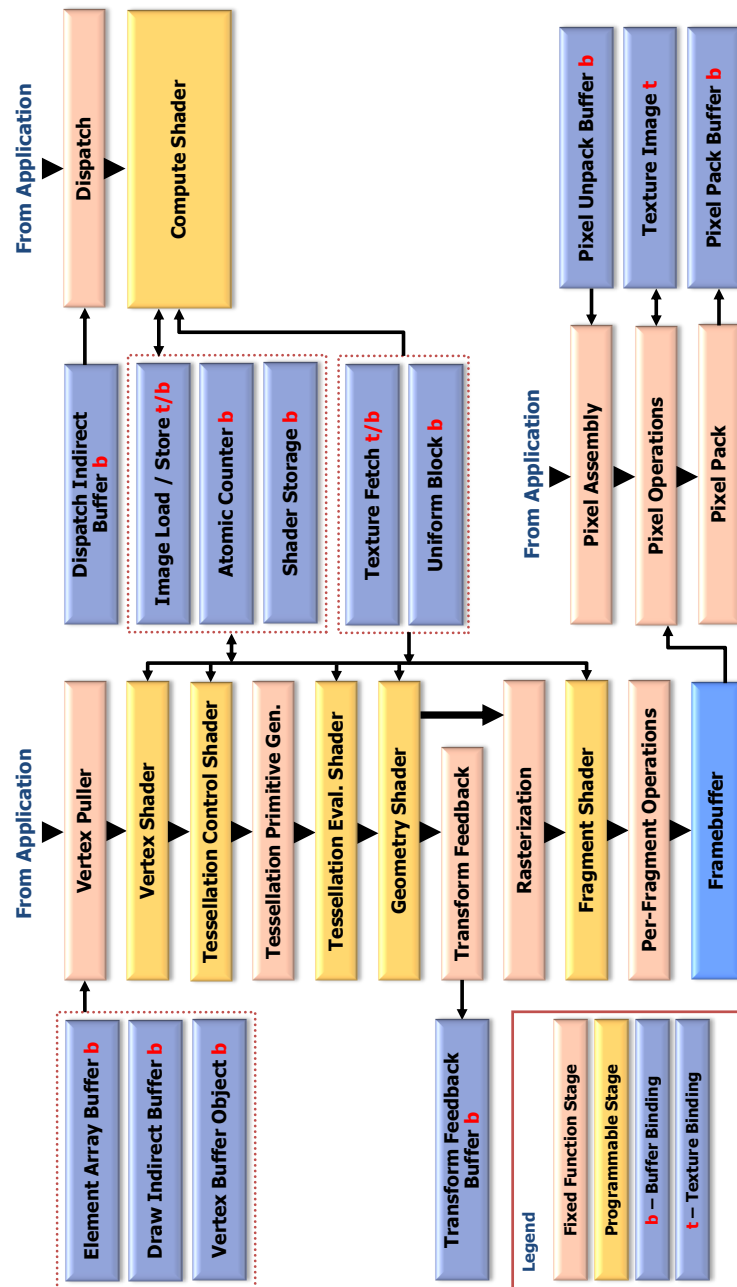 From Application
Vertex Puller
Vertex Shader
Tessellation Control Shader
Tessellation Primitive Gen.
Tessellation Eval. Shader
Geometry Shader
Transform Feedback
Rasterization
Fragment Shader
Per-Fragment Operations
Framebuffer
Element Array Buffer b
Draw Indirect Buffer b
Vertex Buffer Object b
Transform Feedback
Buffer b
Legend
Fixed Function Stage
Programmable Stage
b – Buffer Binding
t – Texture Binding
Dispatch Indirect
Buffer b
Image Load / Store t/b
Atomic Counter b
Shader Storage b
Texture Fetch t/b
Uniform Block b
From Application
Dispatch
Compute Shader
From Application
Pixel Assembly
Pixel Operations
Pixel Pack
Pixel Unpack Buffer b
Texture Image t
Pixel Pack Buffer b